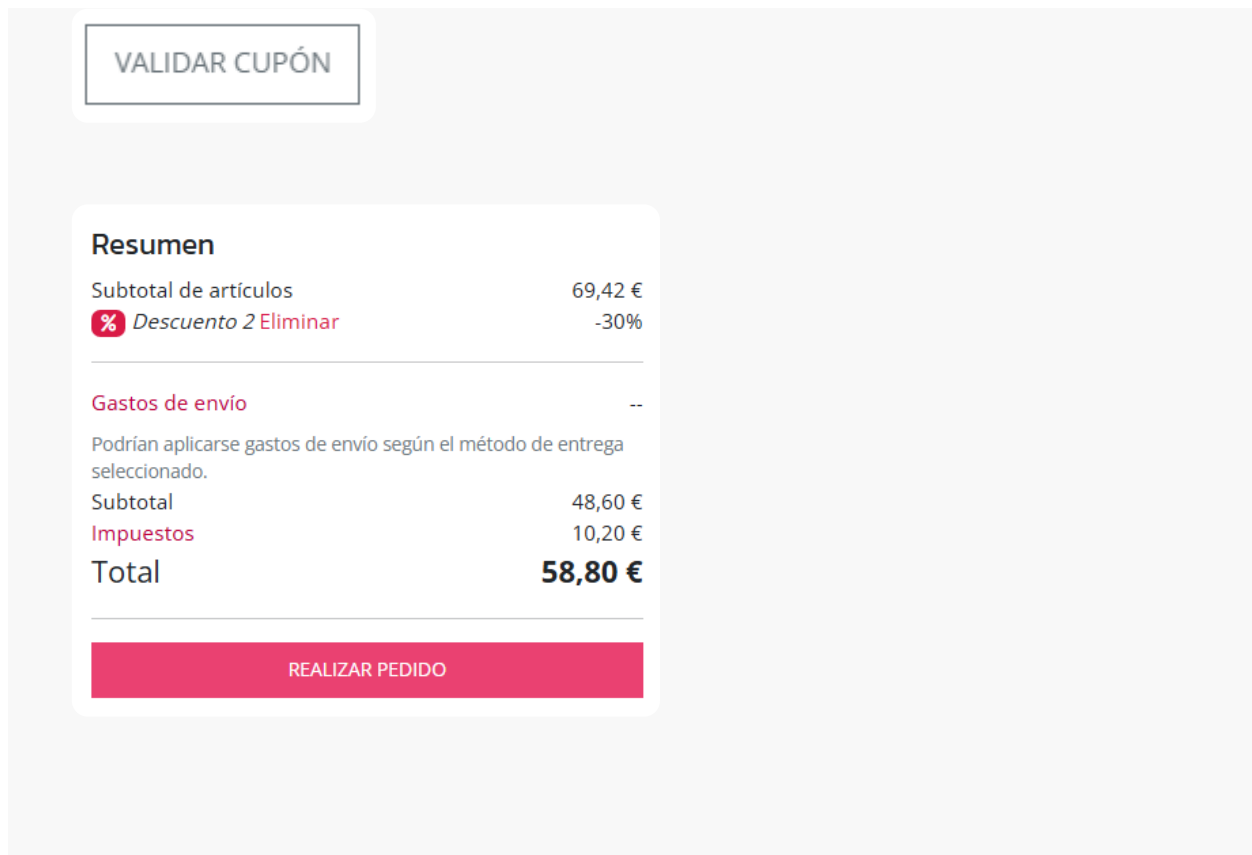 VALIDAR CUPÓN
Resumen
Subtotal de artículos 69,42 €
% Descuento 2 Eliminar -30%
Gastos de envío --
Podrían aplicarse gastos de envío según el método de entrega
seleccionado.
Subtotal 48,60 €
Impuestos 10,20 €
Total 58,80 €
REALIZAR PEDIDO